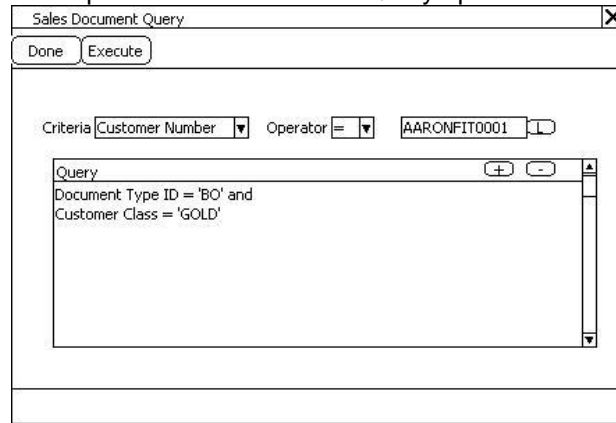 Sales Document Query
X
Done Execute
Criteria Customer Number Operator = AARONFIT0001 L
Query + -
Document Type ID = 'BO' and
Customer Class = 'GOLD'